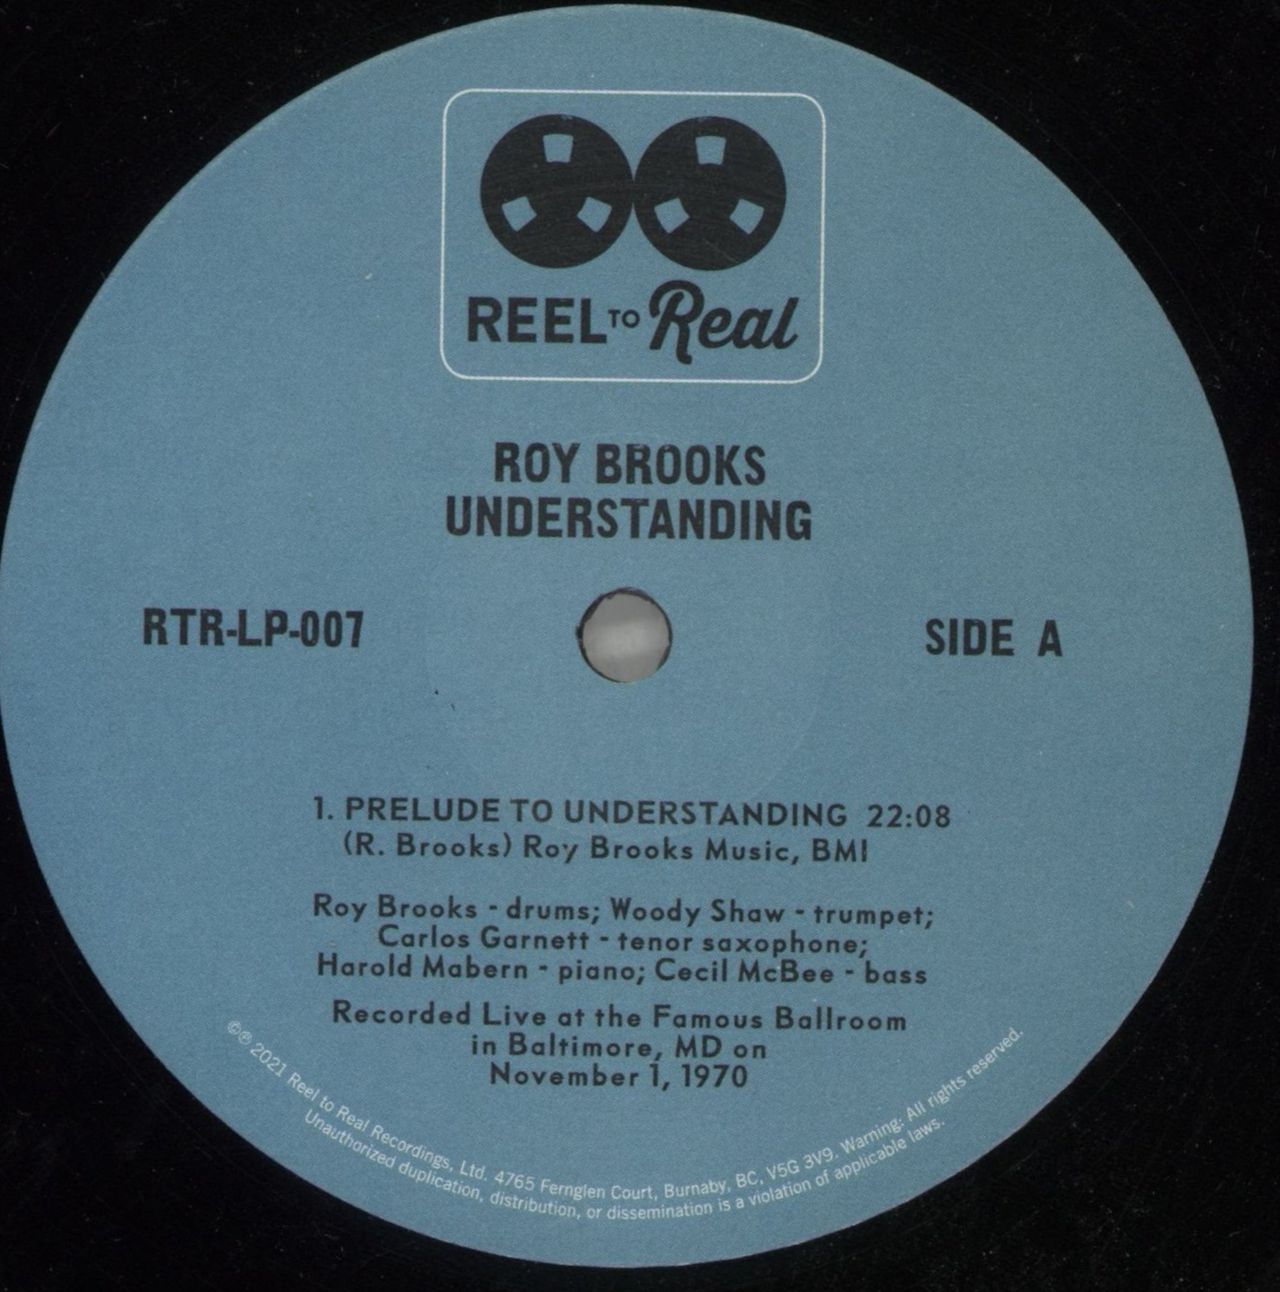 REEL TO Real
ROY BROOKS
UNDERSTANDING
RTR-LP-007
SIDE A
1. PRELUDE TO UNDERSTANDING 22:08
(R. Brooks) Roy Brooks Music, BMI
Roy Brooks - drums; Woody Shaw - trumpet;
Carlos Garnett - tenor saxophone;
Harold Mabern - piano; Cecil McBee - bass
Recorded Live at the Famous Ballroom
in Baltimore, MD on
November 1, 1970
©℗ 2021 Reel to Real Recordings, Ltd. 4765 Fernglen Court, Burnaby, BC, V5G 3V9. Warning: All rights reserved.
Unauthorized duplication, distribution, or dissemination is a violation of applicable laws.